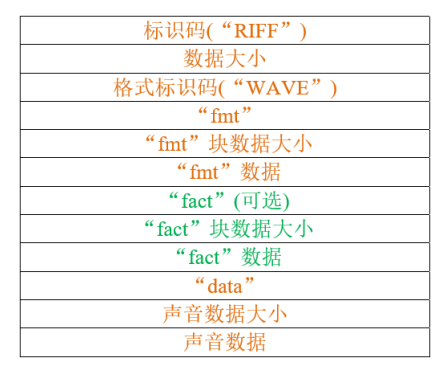 标识码(“RIFF”)
数据大小
格式标识码(“WAVE”)
“fmt”
“fmt”块数据大小
“fmt”数据
“fact”(可选)
“fact”块数据大小
“fact”数据
“data”
声音数据大小
声音数据